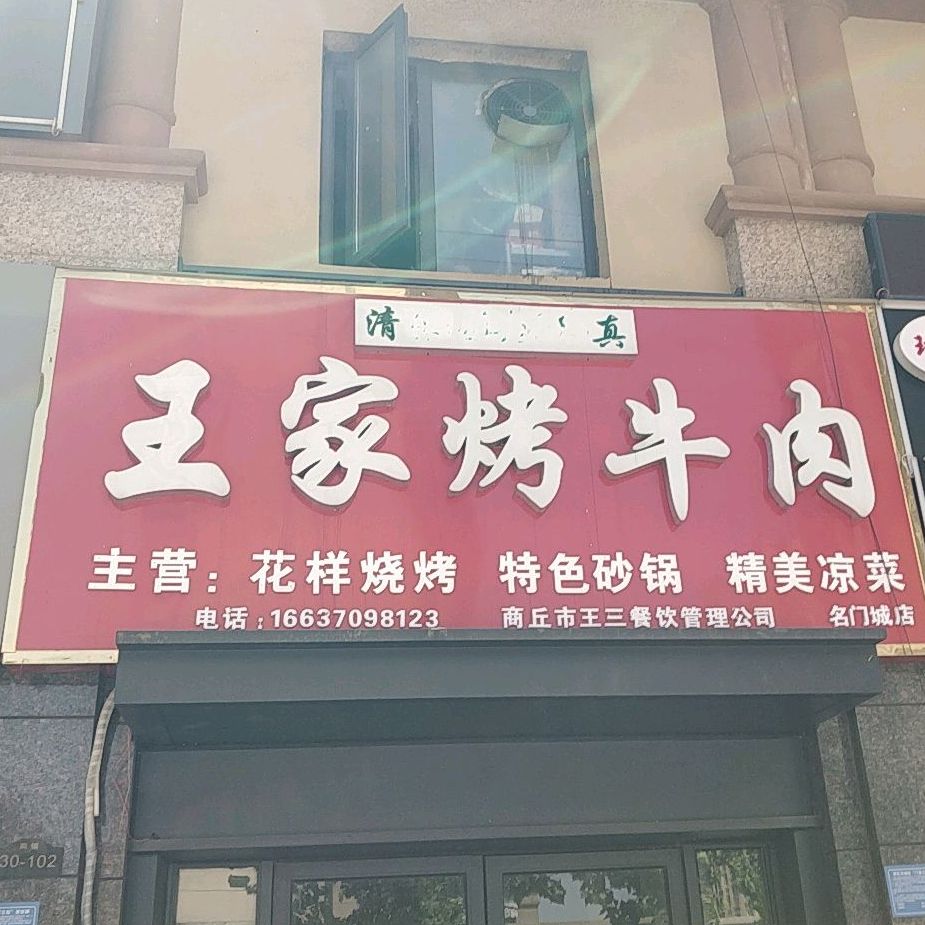 清 真
王家烤牛肉
主营：花样烧烤 特色砂锅 精美凉菜
电话：16637098123 商丘市王三餐饮管理公司 名门城店
30-102